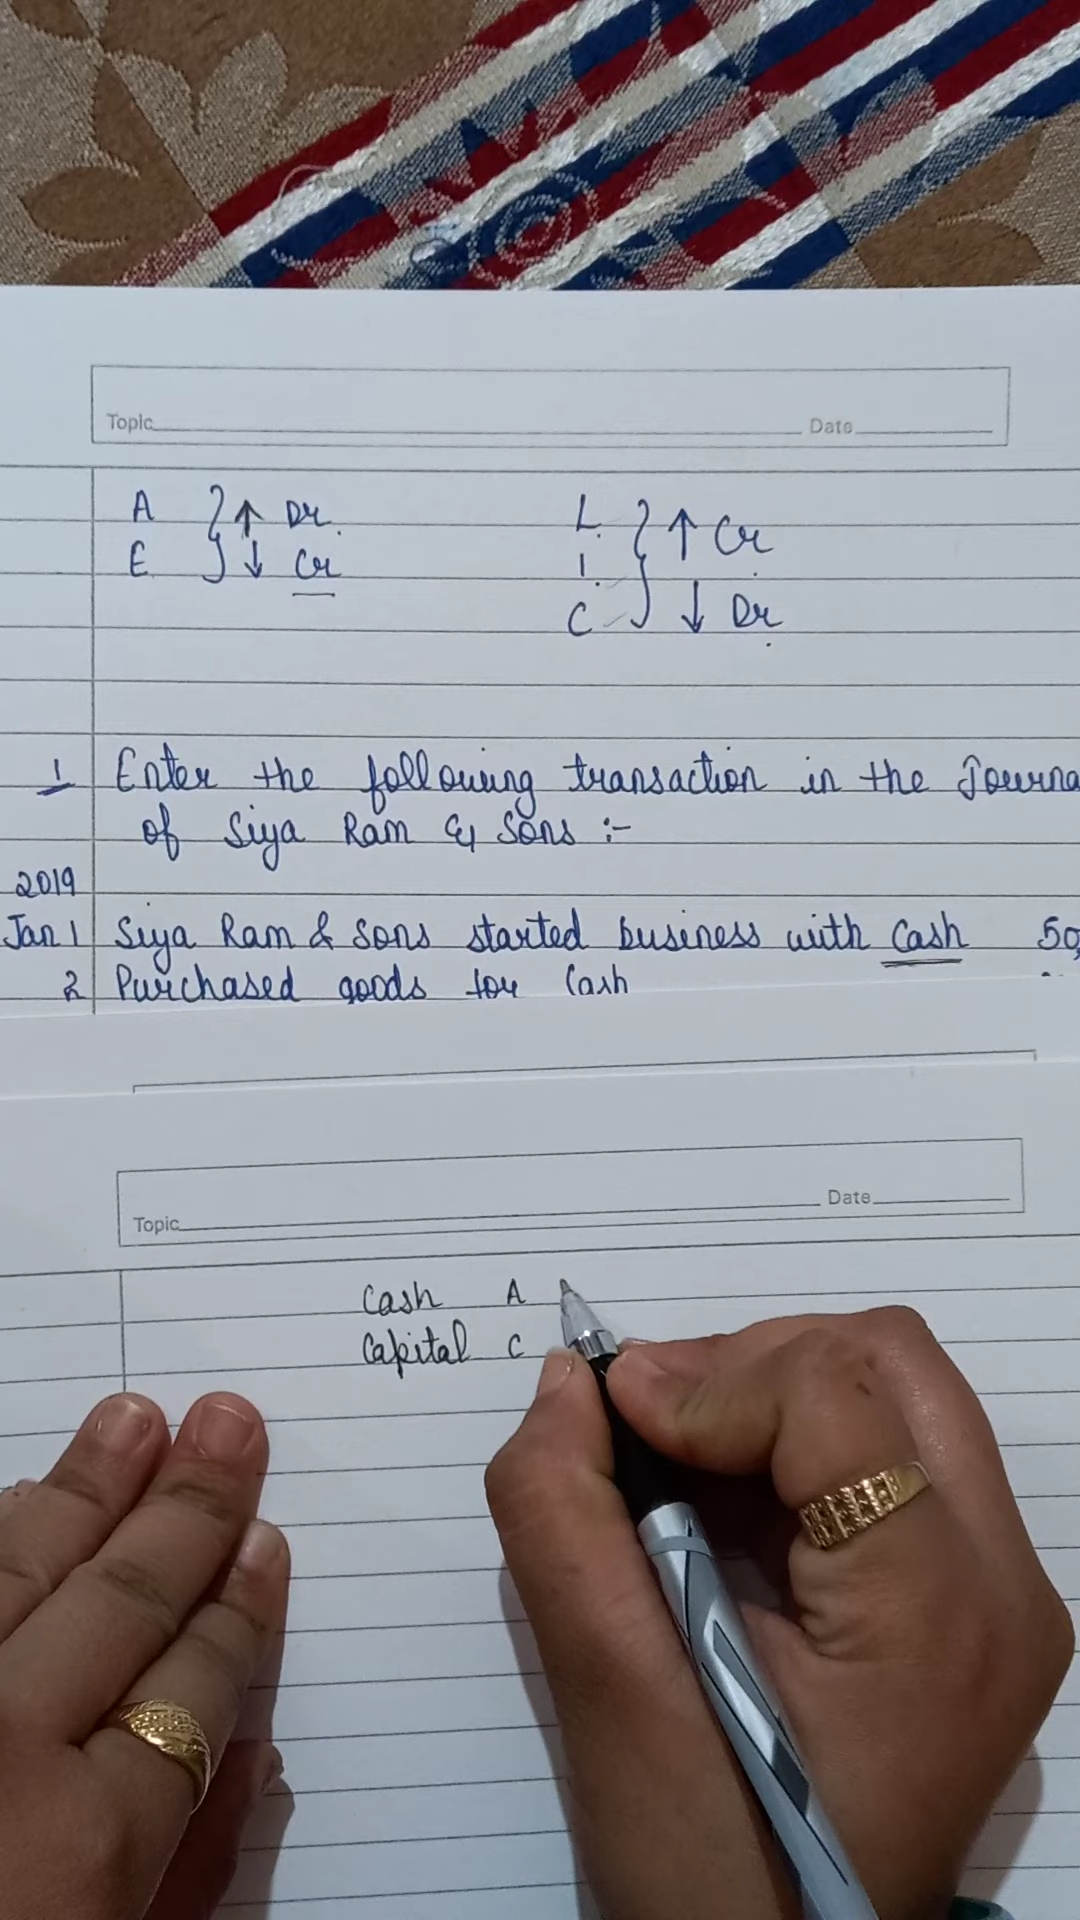 Topic Date
A ↑ Dr.
E ↓ Cr
L ↑ Cr
I
C ↓ Dr
1 Enter the following transaction in the Journa
of Siya Ram & Sons :-
2019
Jan 1 Siya Ram & Sons started business with Cash 50,
2 Purchased goods for Cash
Topic Date
Cash A
Capital C